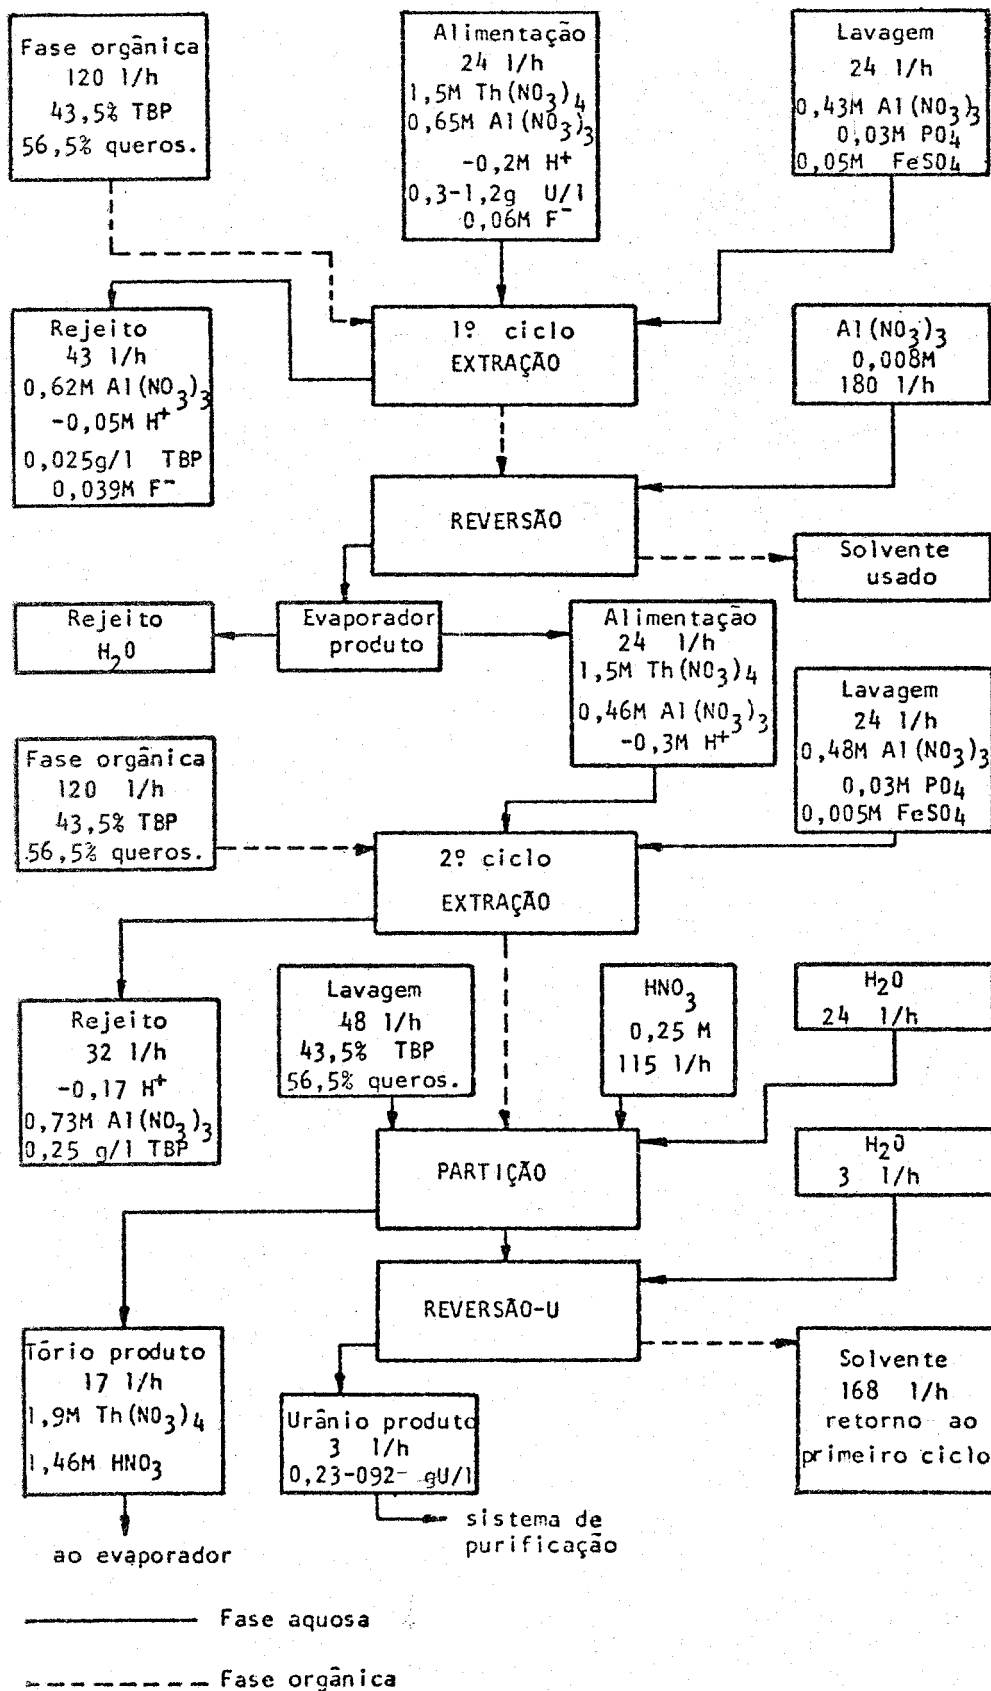 Fase orgânica
120 l/h
43,5% TBP
56,5% queros.
Alimentação
24 l/h
1,5M Th(NO3)4
0,65M Al(NO3)3
-0,2M H+
0,3-1,2g U/l
0,06M F-
Lavagem
24 l/h
0,43M Al(NO3)3
0,03M PO4
0,05M FeSO4
Rejeito
43 l/h
0,62M Al(NO3)3
-0,05M H+
0,025g/l TBP
0,039M F-
1º ciclo
EXTRAÇÃO
Al(NO3)3
0,008M
180 l/h
REVERSÃO
Solvente
usado
Rejeito
H2O
Evaporador
produto
Alimentação
24 l/h
1,5M Th(NO3)4
0,46M Al(NO3)3
-0,3M H+
Lavagem
24 l/h
0,48M Al(NO3)3
0,03M PO4
0,005M FeSO4
Fase orgânica
120 l/h
43,5% TBP
56,5% queros.
2º ciclo
EXTRAÇÃO
Rejeito
32 l/h
-0,17 H+
0,73M Al(NO3)3
0,25 g/l TBP
Lavagem
48 l/h
43,5% TBP
56,5% queros.
HNO3
0,25 M
115 l/h
H2O
24 l/h
PARTIÇÃO
H2O
3 l/h
REVERSÃO-U
Tório produto
17 l/h
1,9M Th(NO3)4
1,46M HNO3
Urânio produto
3 l/h
0,23-092- gU/l
Solvente
168 l/h
retorno ao
primeiro ciclo
sistema de
purificação
ao evaporador
Fase aquosa
Fase orgânica